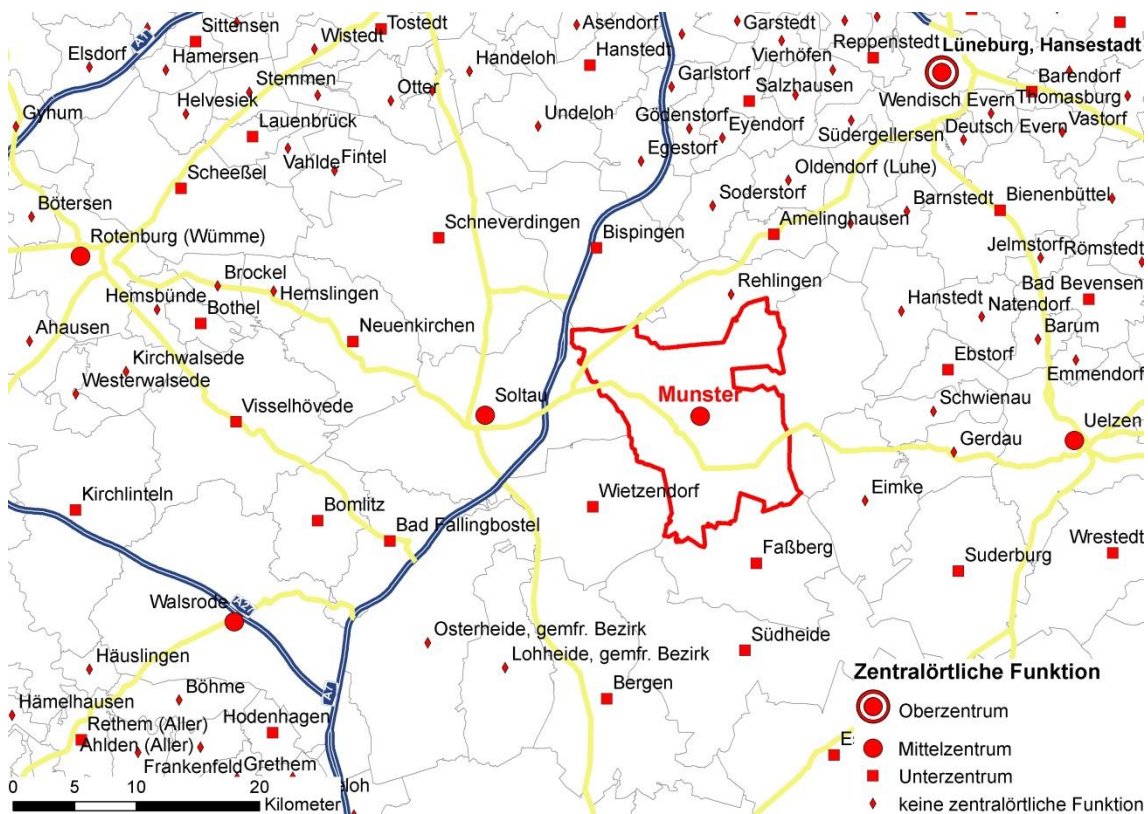 Sittensen
Tostedt
Asendorf
Garstedt
Elsdorf
Hamersen
Wistedt
Handeloh
Hanstedt
Vierhöfen
Reppenstedt
Lüneburg, Hansestadt
A1
Stemmen
Otter
Garlstorf
Salzhausen
Barendorf
Gyhum
Helvesiek
Lauenbrück
Undeloh
Gödenstorf
Eyendorf
Wendisch Evern
Thomasburg
Vastorf
Südergellersen
Deutsch Evern
Vahlde
Fintel
Egestorf
Oldendorf (Luhe)
Scheeßel
Soderstorf
Barnstedt
Bienenbüttel
Bötersen
Schneverdingen
Bispingen
Amelinghausen
Rotenburg (Wümme)
Jelmstorf
Römstedt
Brockel
Rehlingen
Bad Bevensen
Hemsbünde
Hemslingen
Hanstedt
Natendorf
Bothel
Ahausen
Neuenkirchen
Barum
Kirchwalsede
Ebstorf
Emmendorf
Westerwalsede
Soltau
Munster
Schwienau
Visselhövede
Uelzen
Gerdau
Kirchlinteln
Bomlitz
Wietzendorf
Eimke
Bad Fallingbostel
Faßberg
Suderburg
Wrestedt
Walsrode
A27
Osterheide, gemfr. Bezirk
Südheide
Häuslingen
Lohheide, gemfr. Bezirk
Zentralörtliche Funktion
Böhme
Bergen
A7
Hämelhausen
Oberzentrum
Rethem (Aller)
Hodenhagen
Ahlden (Aller)
Mittelzentrum
Frankenfeld
Grethem
Unterzentrum
0 5 10 20
Kilometer
keine zentralörtliche Funktion